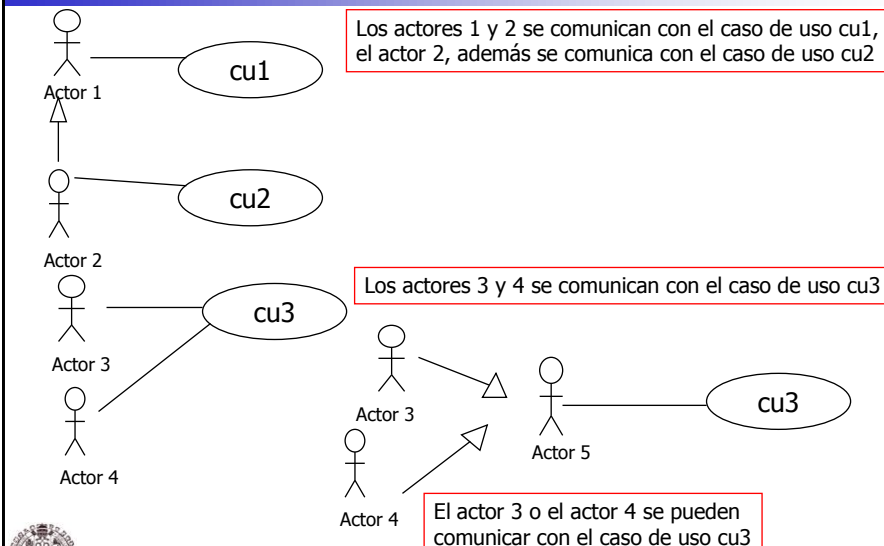 Los actores 1 y 2 se comunican con el caso de uso cu1,
el actor 2, además se comunica con el caso de uso cu2
cu1
Actor 1
cu2
Actor 2
Los actores 3 y 4 se comunican con el caso de uso cu3
cu3
Actor 3
Actor 4
Actor 3
cu3
Actor 5
Actor 4
El actor 3 o el actor 4 se pueden
comunicar con el caso de uso cu3